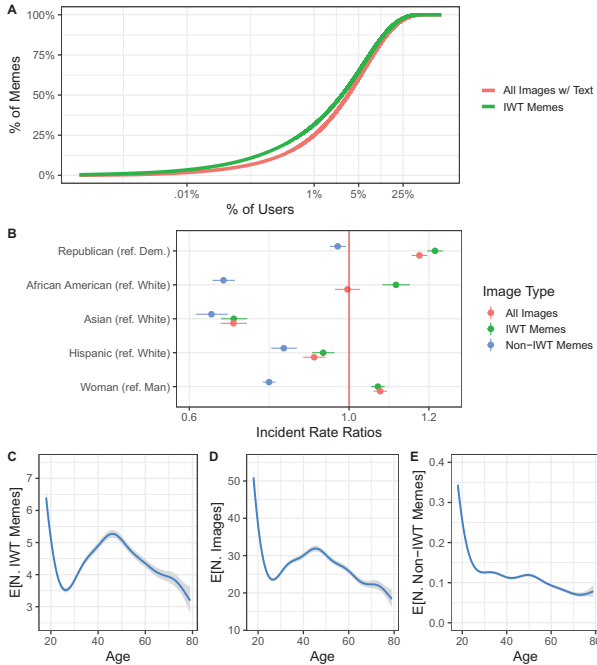 A
100%
75%
50%
25%
0%
% of Memes
.01%
1%
5%
25%
% of Users
All Images w/ Text
IWT Memes
B
Republican (ref. Dem.)
African American (ref. White)
Asian (ref. White)
Hispanic (ref. White)
Woman (ref. Man)
0.6
1.0
1.2
Incident Rate Ratios
Image Type
All Images
IWT Memes
Non−IWT Memes
C
E[N. IWT Memes]
7
6
5
4
3
20
40
60
80
Age
D
E[N. Images]
50
40
30
20
10
20
40
60
80
Age
E
E[N. Non−IWT Memes]
0.4
0.3
0.2
0.1
0.0
20
40
60
80
Age